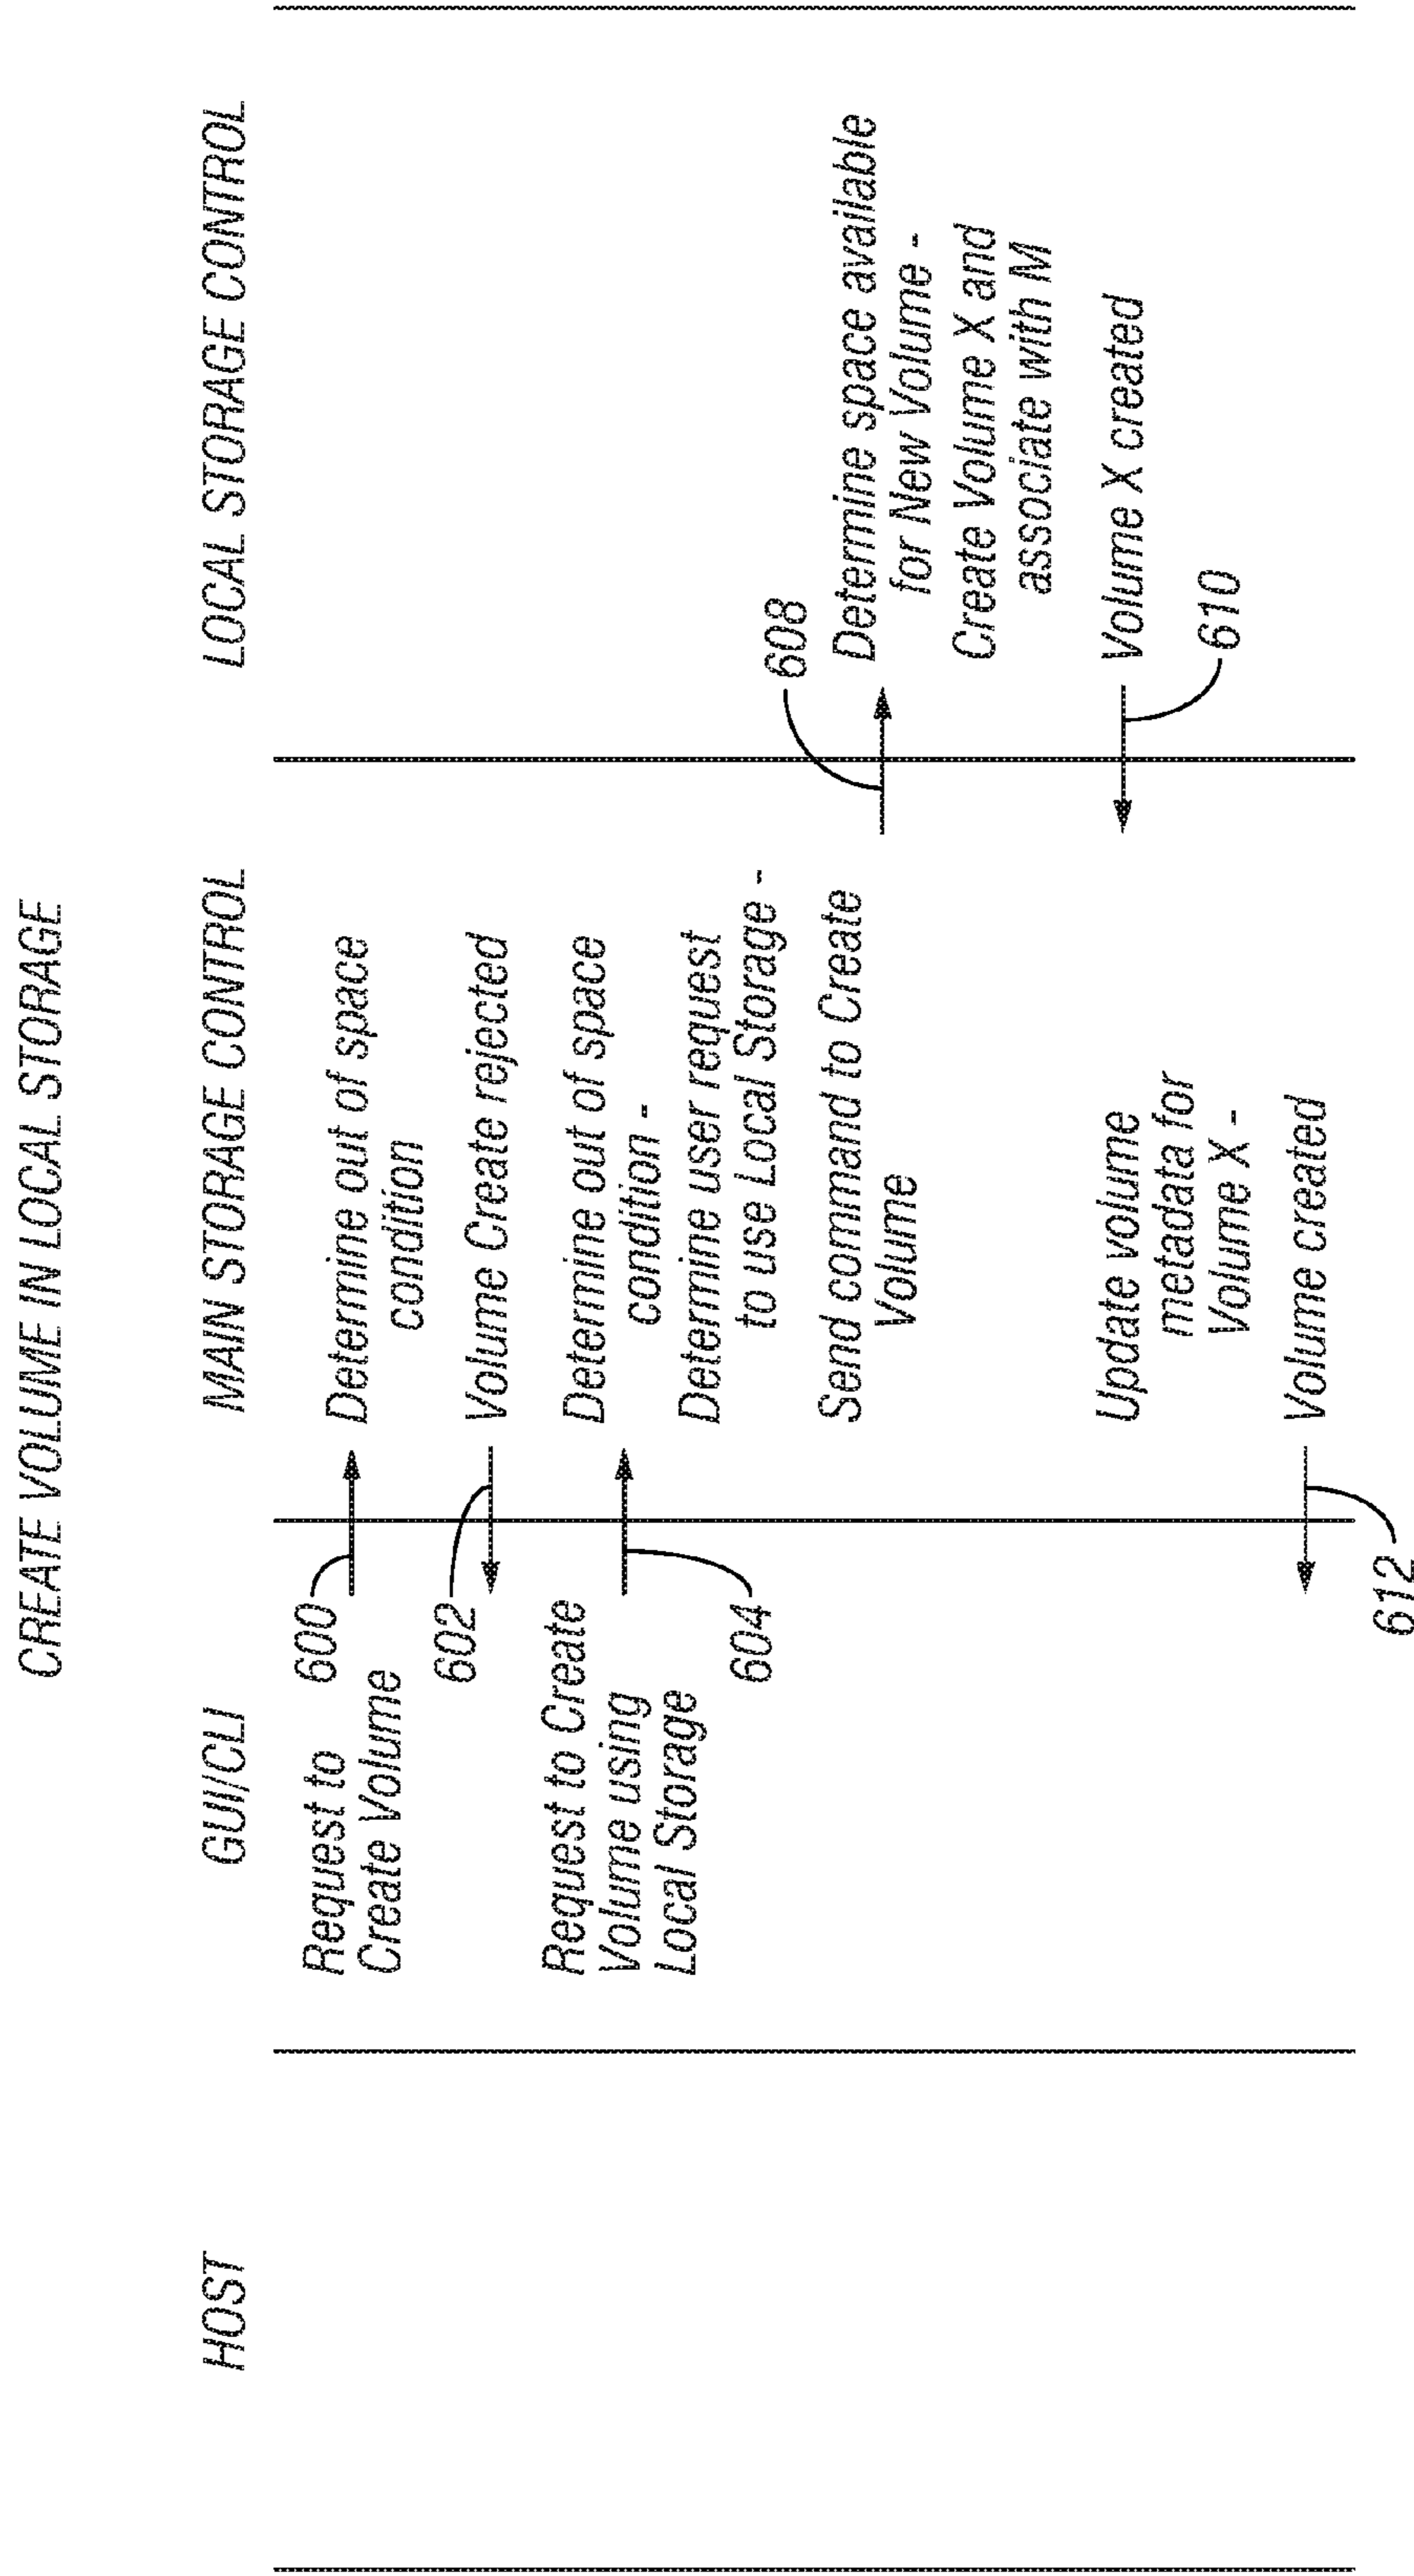 CREATE VOLUME IN LOCAL STORAGE
HOST
GUI/CLI
MAIN STORAGE CONTROL
LOCAL STORAGE CONTROL
Request to
Create Volume
600
Determine out of space
condition
602
Volume Create rejected
Request to Create
Volume using
Local Storage
604
Determine out of space
condition -
Determine user request
to use Local Storage -
Send command to Create
Volume
608
Determine space available
for New Volume -
Create Volume X and
associate with M
Volume X created
610
Update volume
metadata for
Volume X -
Volume created
612